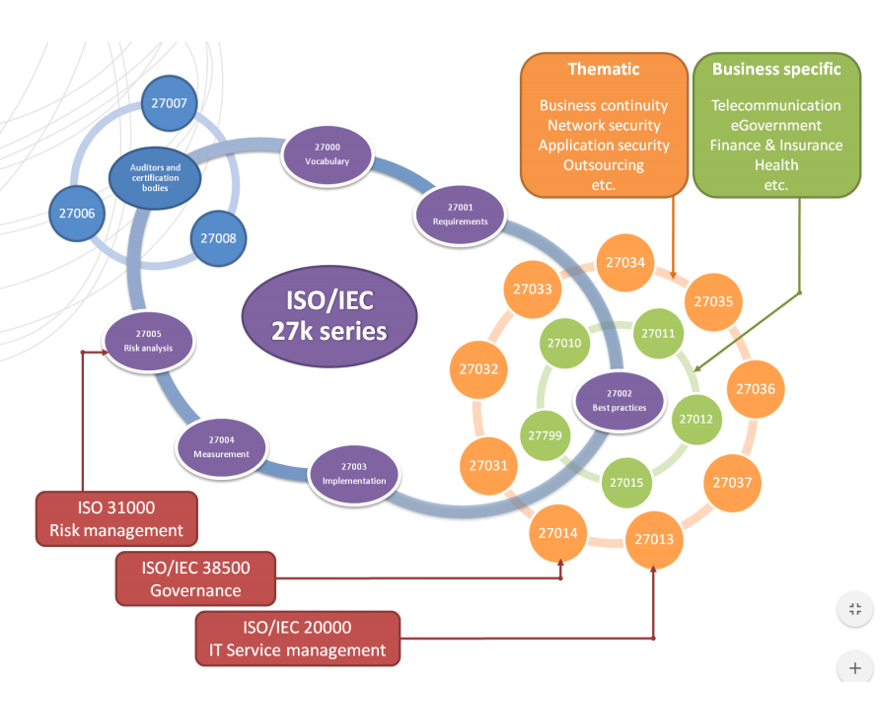 Thematic
Business continuity
Network security
Application security
Outsourcing
etc.
Business specific
Telecommunication
eGovernment
Finance & Insurance
Health
etc.
27007
Auditors and
certification
bodies
27006
27008
27000
Vocabulary
27001
Requirements
ISO/IEC
27k series
27005
Risk analysis
27004
Measurement
27003
Implementation
27002
Best practices
27034
27033
27035
27032
27036
27031
27037
27014
27013
27010
27011
27012
27799
27015
ISO 31000
Risk management
ISO/IEC 38500
Governance
ISO/IEC 20000
IT Service management